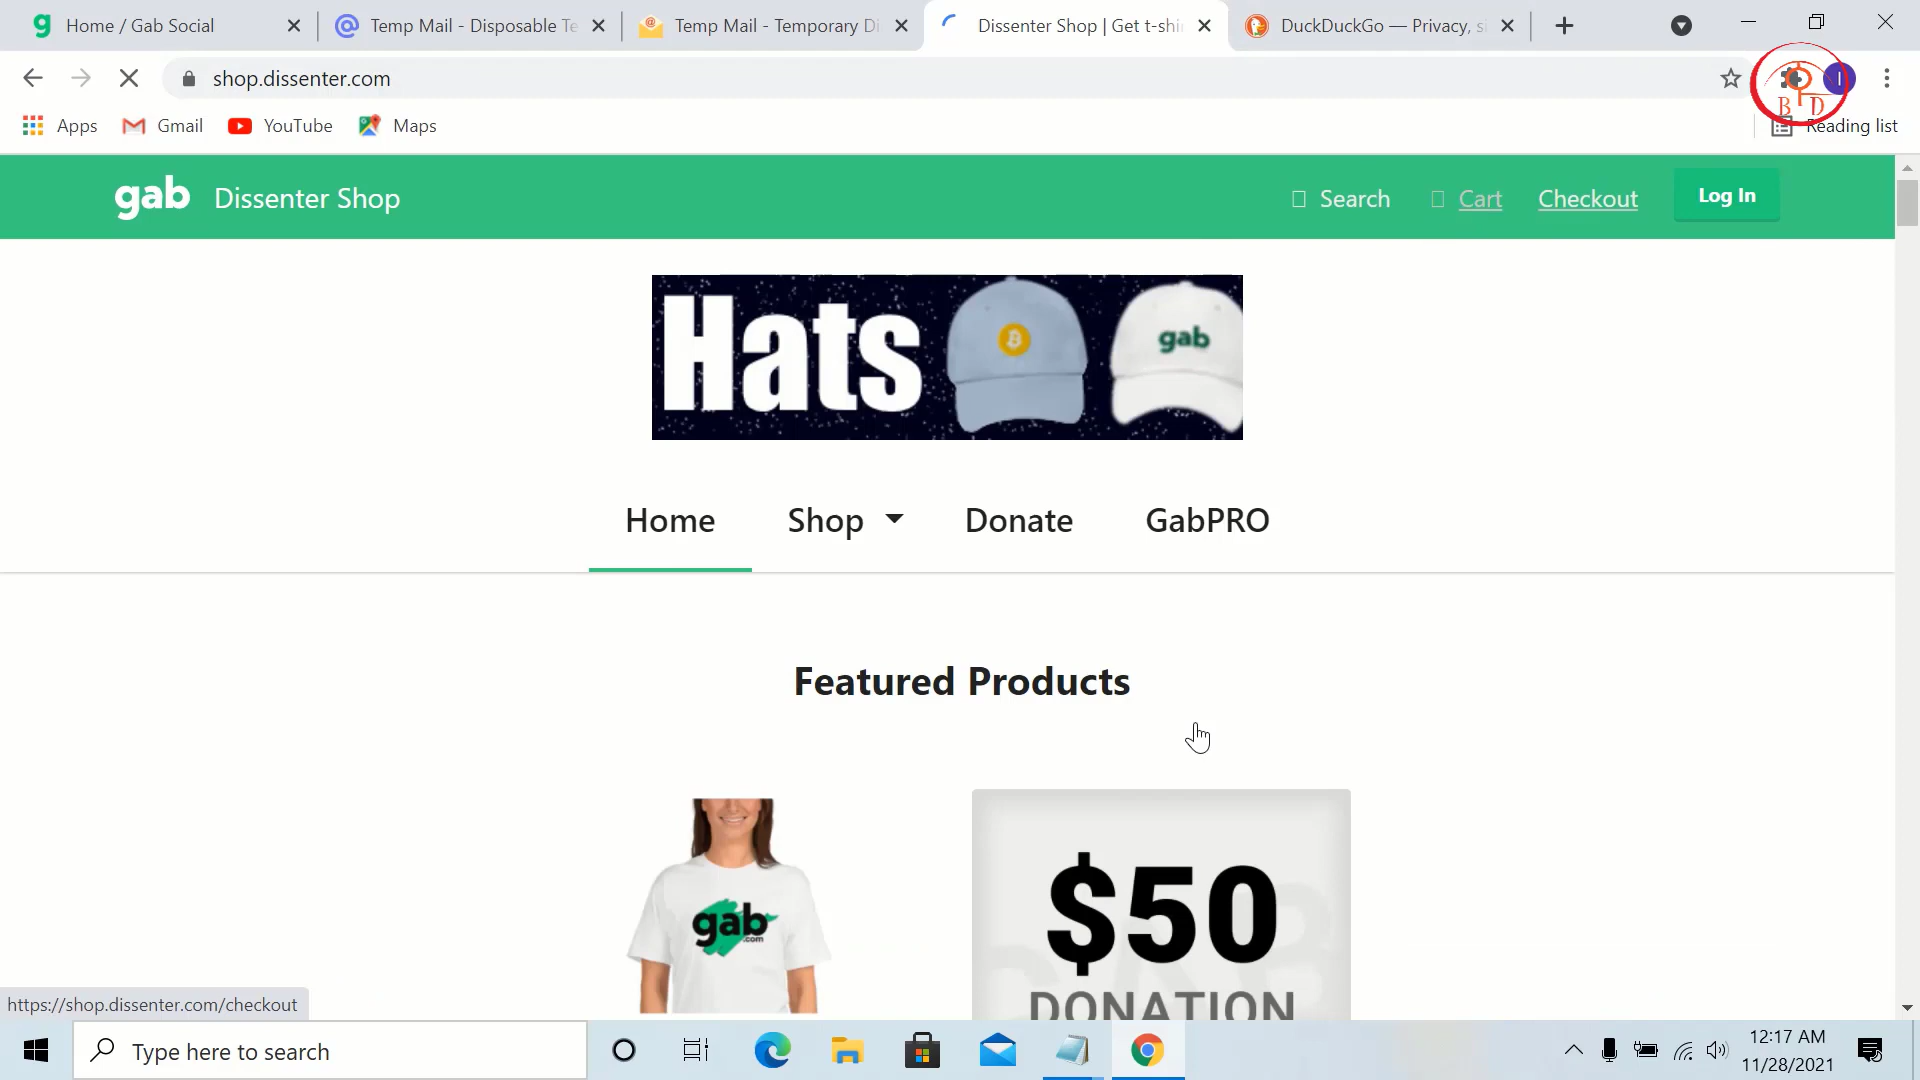 Home / Gab Social
Temp Mail - Disposable Te
Temp Mail - Temporary Di
Dissenter Shop | Get t-shi
DuckDuckGo — Privacy, si
shop.dissenter.com
I
B D
Apps
Gmail
YouTube
Maps
Reading list
gab Dissenter Shop
Search
Cart
Checkout
Log In
Hats
gab
Home
Shop
Donate
GabPRO
Featured Products
gab
.com
$50
DONATION
https://shop.dissenter.com/checkout
Type here to search
12:17 AM
11/28/2021